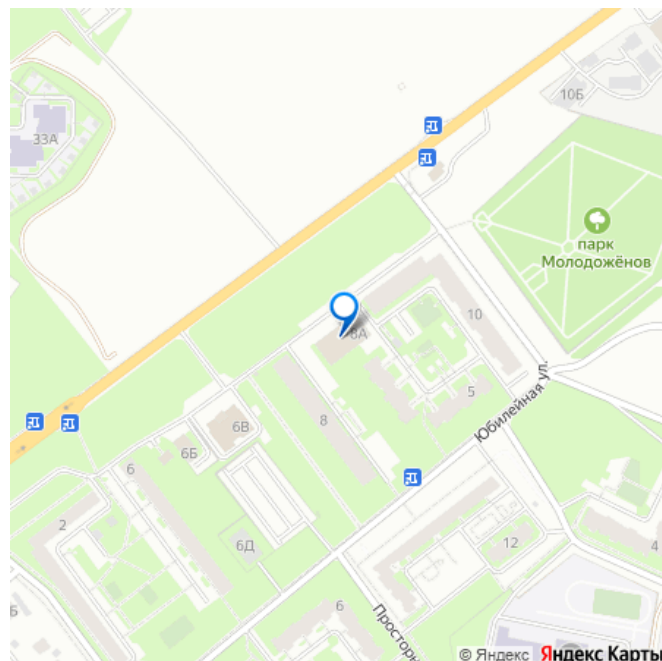 10Б
33А
парк
Молодожёнов
10
8А
5
Юбилейная ул.
8
6В
6Б
6
2
6Д
12
4
Б
6
Просторн
© Яндекс Яндекс Карты